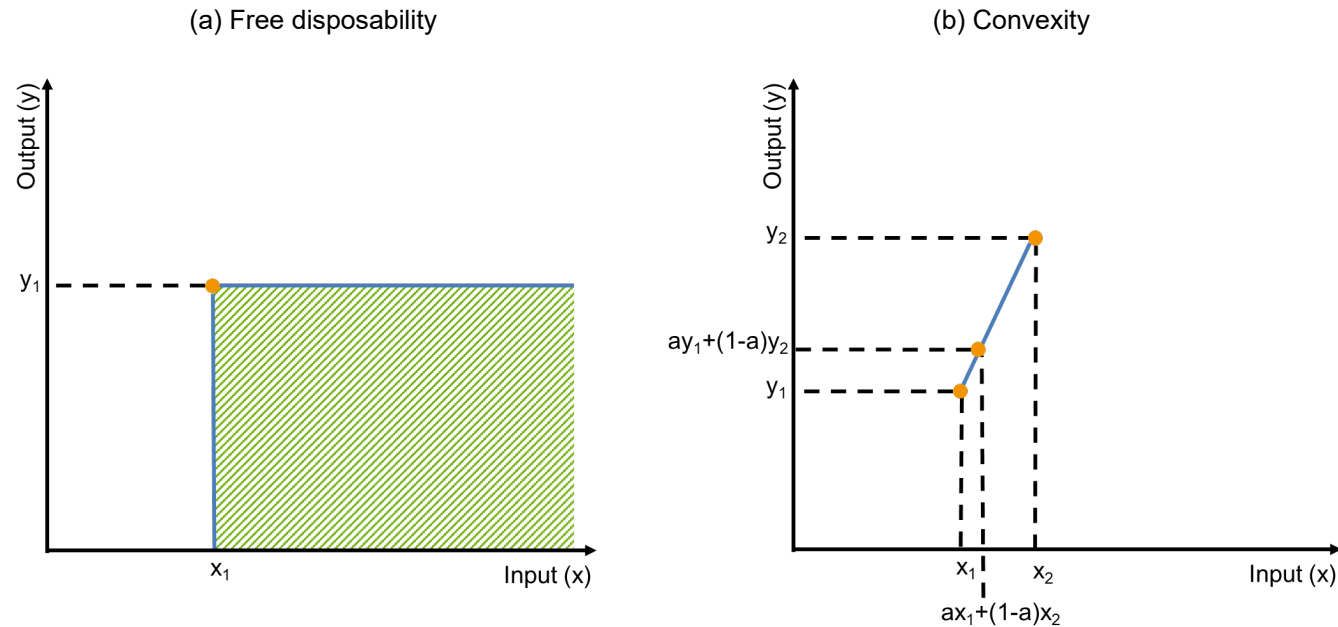 (a) Free disposability
Output (y)
y₁
x₁
Input (x)
(b) Convexity
Output (y)
y₂
ay₁+(1-a)y₂
y₁
x₁
x₂
Input (x)
ax₁+(1-a)x₂